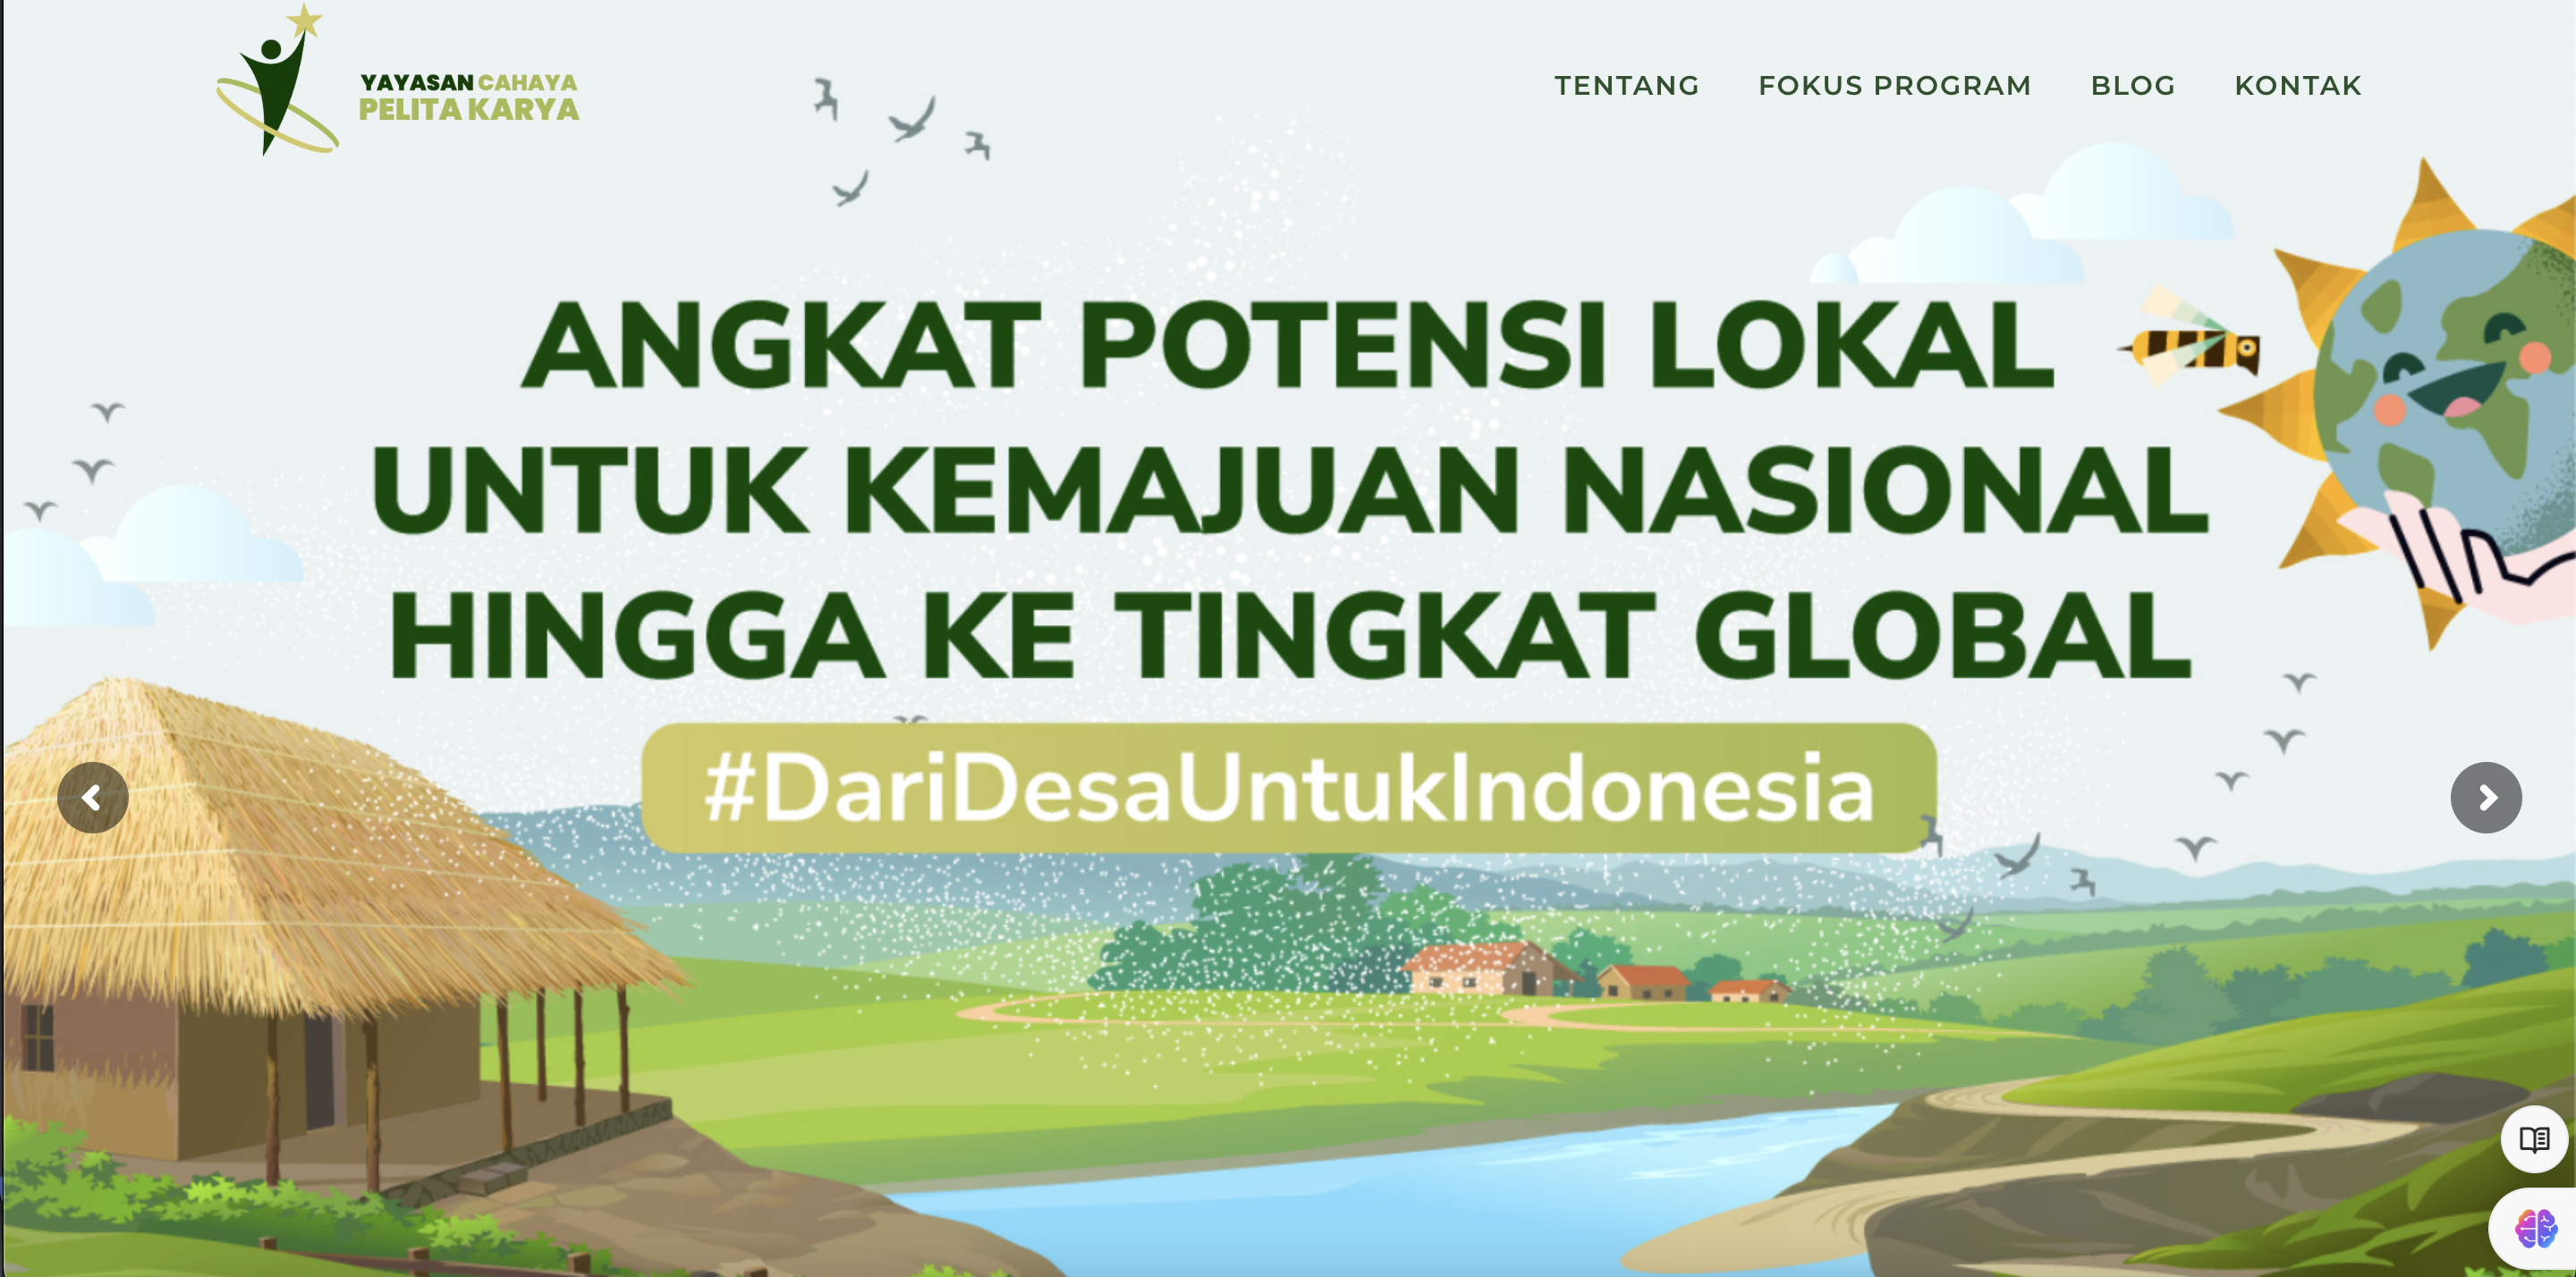 YAYASAN CAHAYA
PELITA KARYA
TENTANG
FOKUS PROGRAM
BLOG
KONTAK
ANGKAT POTENSI LOKAL
UNTUK KEMAJUAN NASIONAL
HINGGA KE TINGKAT GLOBAL
#DariDesaUntukIndonesia